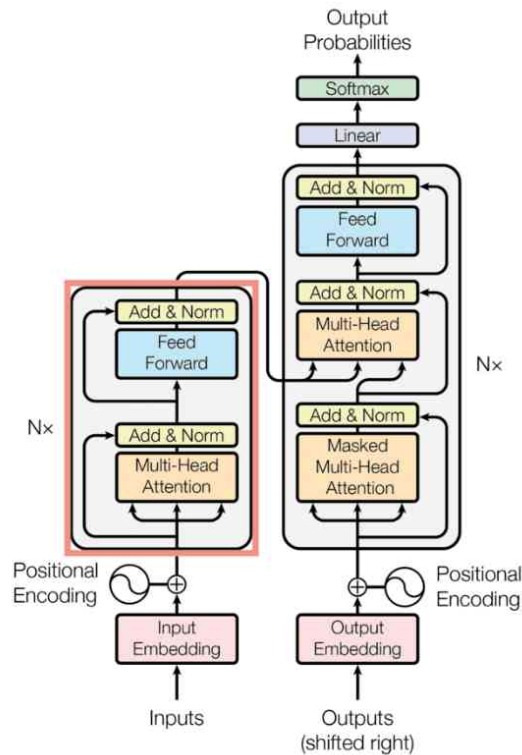 Output
Probabilities
Softmax
Linear
Add & Norm
Feed
Forward
Add & Norm
Multi-Head
Attention
Add & Norm
Masked
Multi-Head
Attention
N×
Positional
Encoding
Output
Embedding
Outputs
(shifted right)
Add & Norm
Feed
Forward
Add & Norm
Multi-Head
Attention
N×
Positional
Encoding
Input
Embedding
Inputs